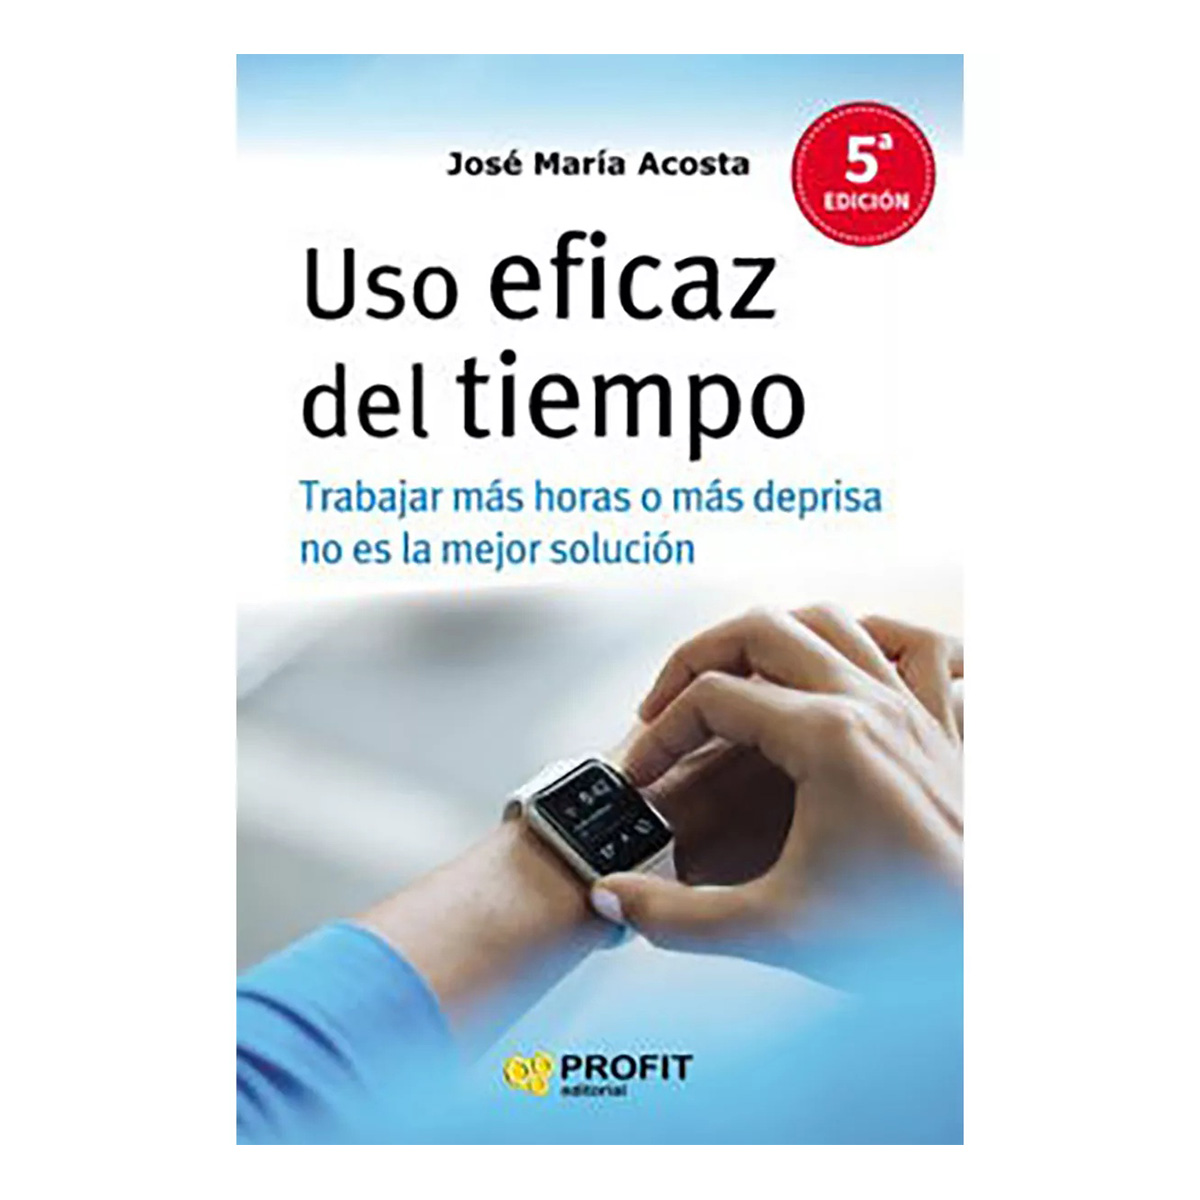 José María Acosta
5ª
EDICIÓN
Uso eficaz
del tiempo
Trabajar más horas o más deprisa
no es la mejor solución
PROFIT
editorial